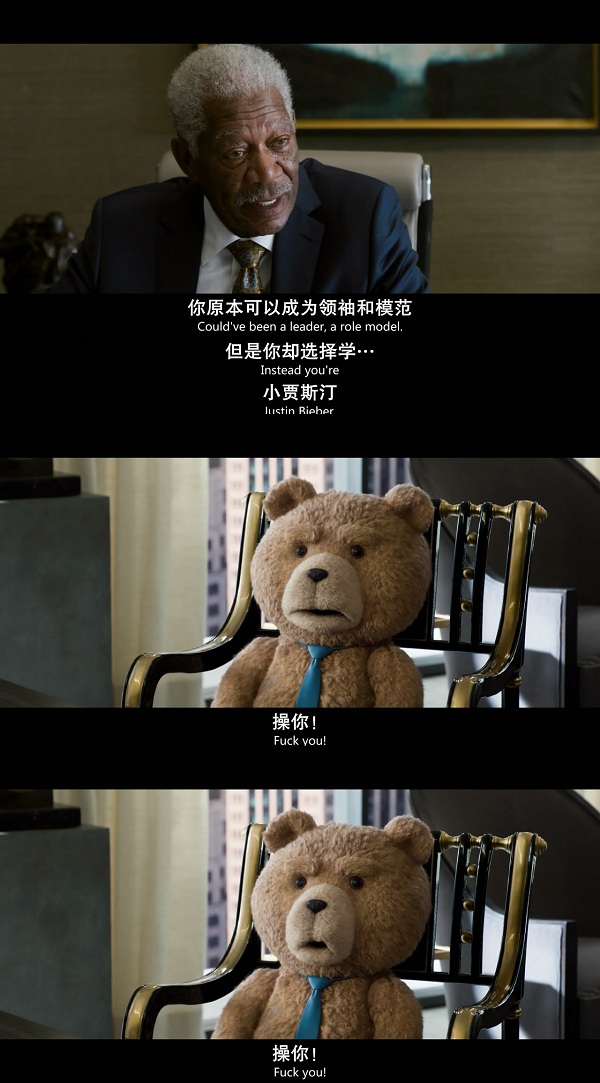 你原本可以成为领袖和模范
Could've been a leader, a role model.
但是你却选择学…
Instead you're
小贾斯汀
Justin Bieber
操你！
Fuck you!
操你！
Fuck you!